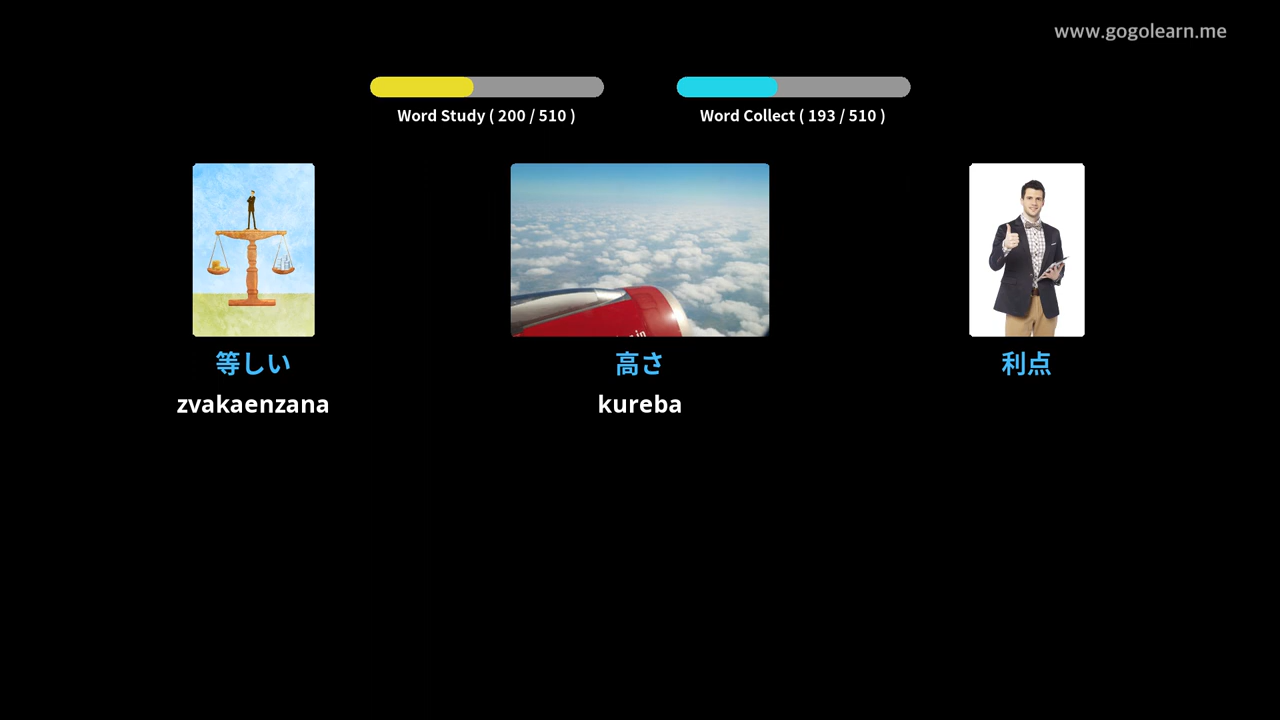 www.gogolearn.me
Word Study ( 200 / 510 )
Word Collect ( 193 / 510 )
等しい
高さ
利点
zvakaenzana
kureba